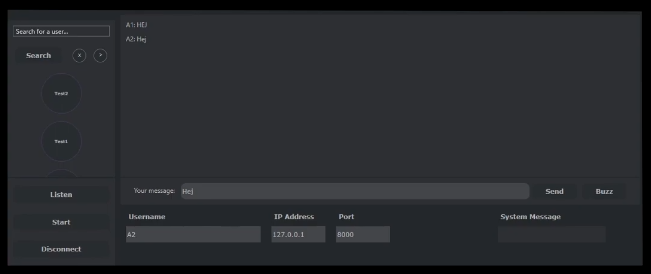 Search for a user...
Search
<
>
Test2
Test1
Listen
Start
Disconnect
A1: HEJ
A2: Hej
Your message:
Hej
Send
Buzz
Username
IP Address
Port
System Message
A2
127.0.0.1
8000